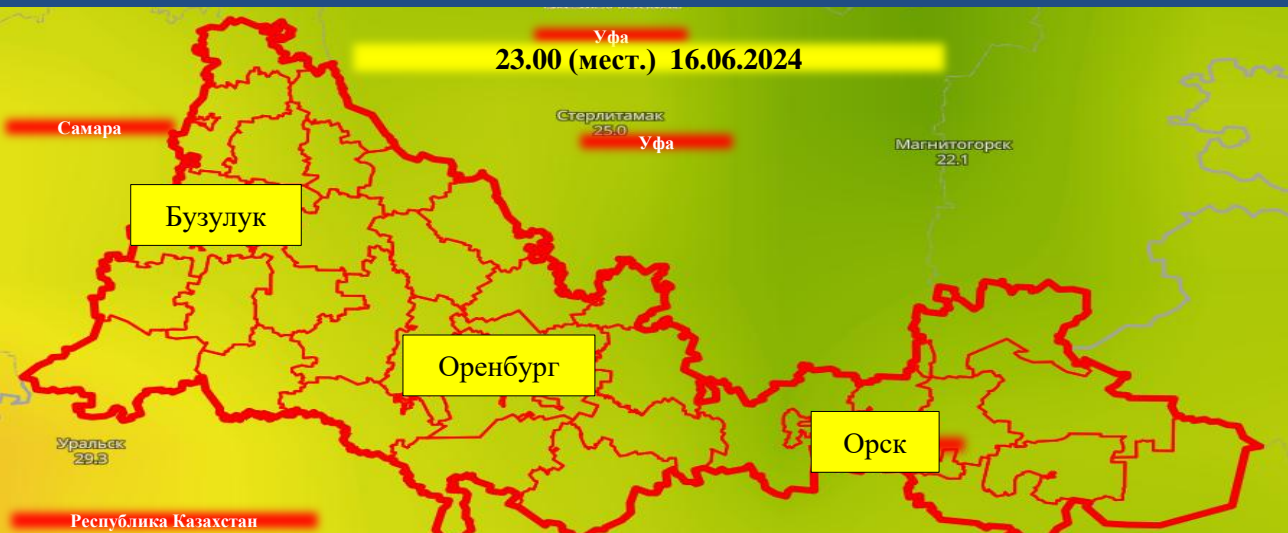 Уфа
23.00 (мест.) 16.06.2024
Самара
Стерлитамак
25.0
Уфа
Магнитогорск
22.1
Бузулук
Оренбург
Орск
Уральск
29.3
Республика Казахстан